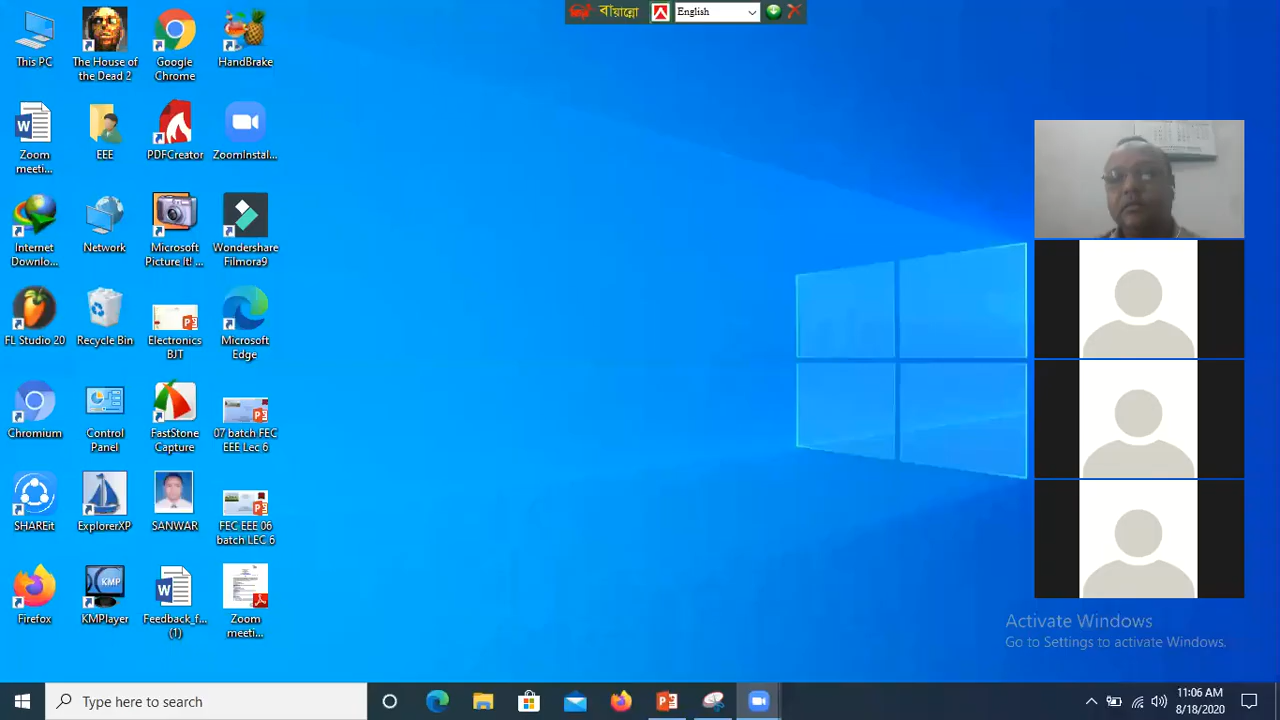 বায়ান্নো
English
This PC
The House of
the Dead 2
Google
Chrome
HandBrake
Zoom
meeti...
EEE
PDFCreator
ZoomInstal...
Internet
Downlo...
Network
Microsoft
Picture It! ...
Wondershare
Filmora9
FL Studio 20
Recycle Bin
Electronics
BJT
Microsoft
Edge
Chromium
Control
Panel
FastStone
Capture
07 batch FEC
EEE Lec 6
SHAREit
ExplorerXP
SANWAR
FEC EEE 06
batch LEC 6
Firefox
KMP
KMPlayer
Feedback_f...
(1)
Zoom
meeti...
Activate Windows
Go to Settings to activate Windows.
Type here to search
11:06 AM
8/18/2020